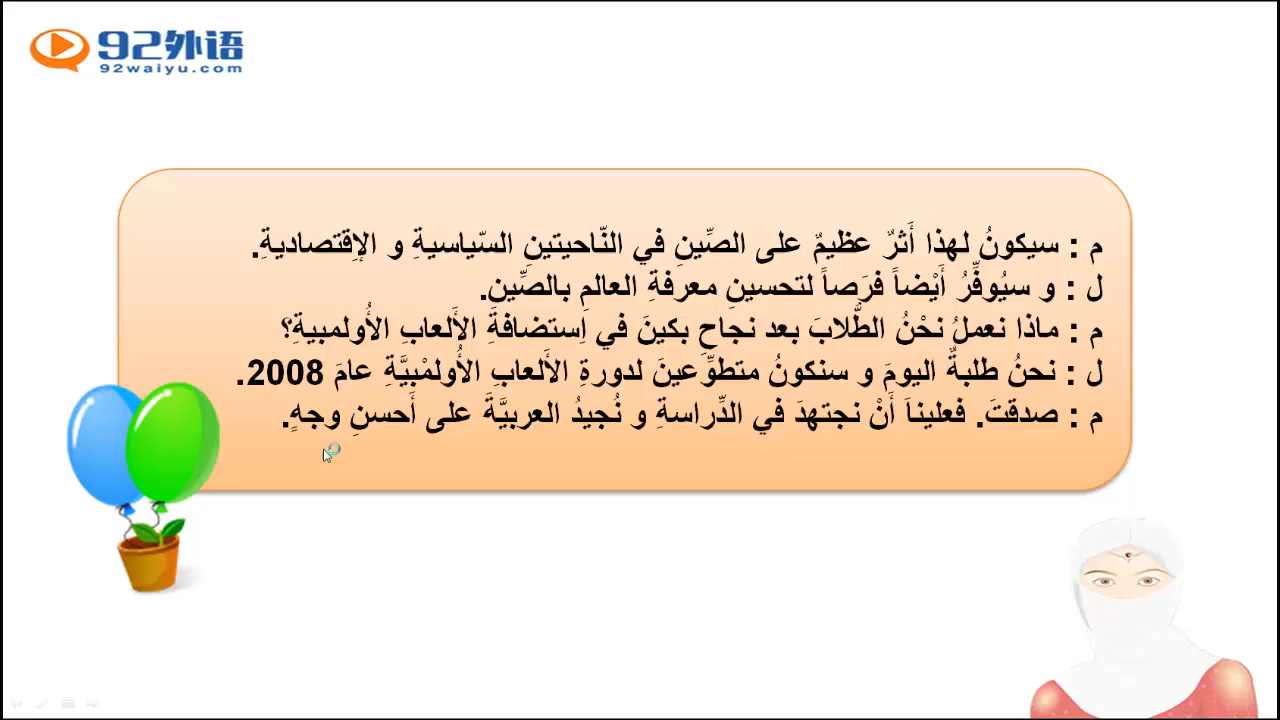 92外语
92waiyu.com
م : سيكونُ لهذا أَثرٌ عظيمٌ على الصِّينِ في النّاحيتينِ السّياسيةِ و الإِقتصاديةِ.
ل : و سيُوفِّرُ أَيْضاً فرَصاً لتحسينِ معرفةِ العالمِ بالصِّينِ.
م : ماذا نعملُ نحْنُ الطُّلابَ بعد نجاحِ بكينَ في اِستضافةَِ الأَلعابِ الأُولمبيةِ؟
ل : نحنُ طلبةٌ اليومَ و سنكونُ متطوِّعينَ لدورةِ الأَلعابِ الأُولمْبيَّةِ عامَ 2008.
م : صدقتَ. فعليناَ أَنْ نجتهدَ في الدِّراسةِ و نُجيدُ العربيَّةَ على أَحسنِ وجهٍ.